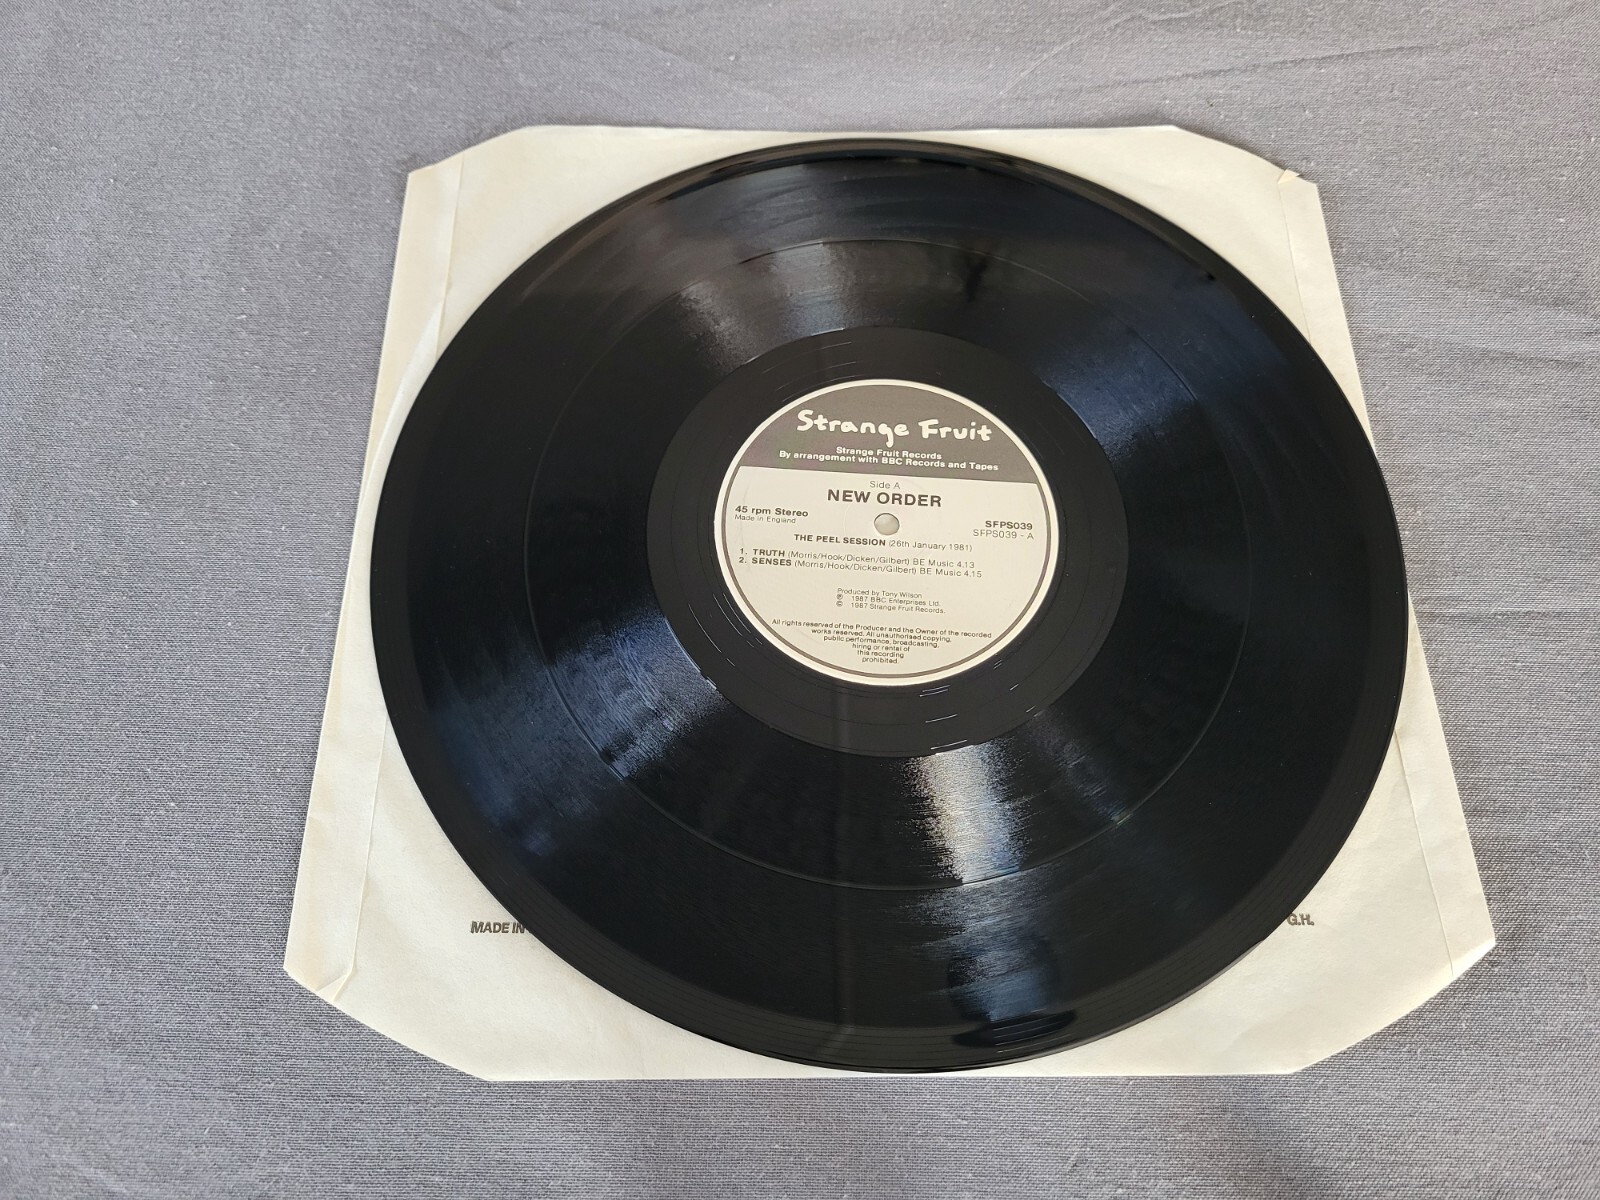 Strange Fruit
Strange Fruit Records
By arrangement with BBC Records and Tapes
Side A
NEW ORDER
45 rpm Stereo
Made in England
SFPS039
SFPS039 - A
THE PEEL SESSION (26th January 1981)
1. TRUTH (Morris/Hook/Dicken/Gilbert) BE Music 4.13
2. SENSES (Morris/Hook/Dicken/Gilbert) BE Music 4.15
Produced by Tony Wilson
℗ 1987 BBC Enterprises Ltd.
© 1987 Strange Fruit Records.
All rights reserved of the Producer and the Owner of the recorded
works reserved. All unauthorised copying,
public performance, broadcasting,
hiring or rental of
this recording
prohibited.
MADE IN
G.H.